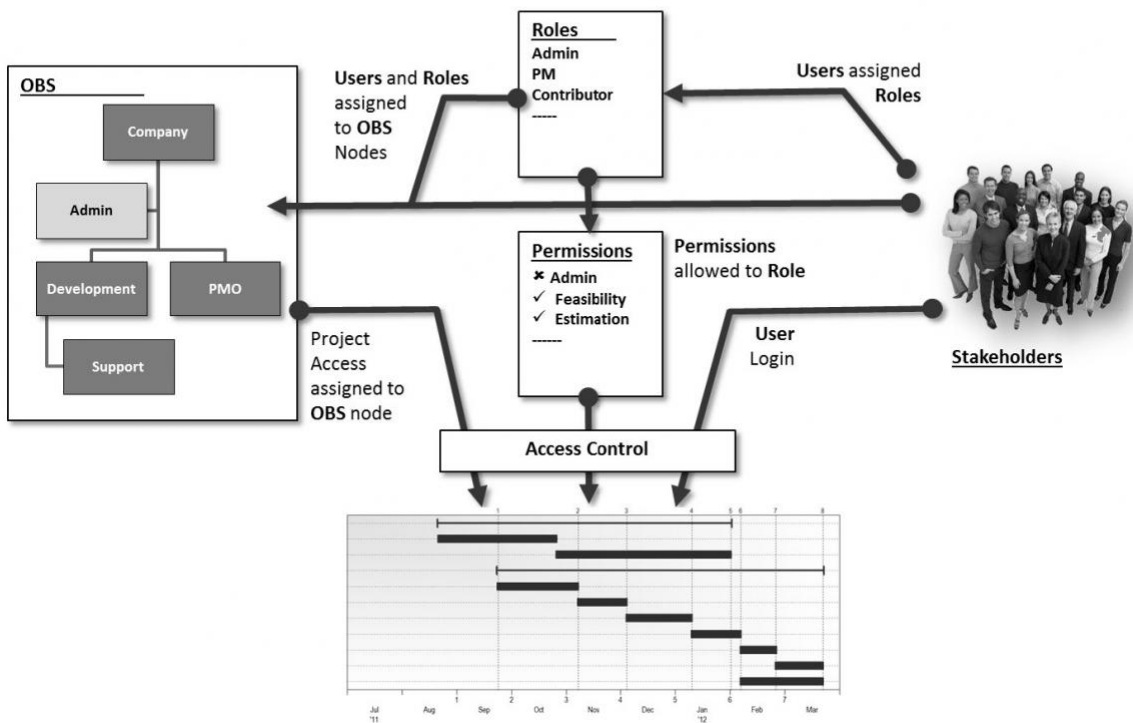 Roles
Admin
PM
Contributor
-----
Users and Roles
assigned
to OBS
Nodes
Users assigned
Roles
OBS
Company
Admin
Development
PMO
Support
Permissions
✗ Admin
✓ Feasibility
✓ Estimation
------
Permissions
allowed to Role
Project
Access
assigned to
OBS node
User
Login
Stakeholders
Access Control
1 2 3 4 5 6 7 8
1 2 3 4 5 6 7
Jul Aug Sep Oct Nov Dec Jan Feb Mar
'11 '12